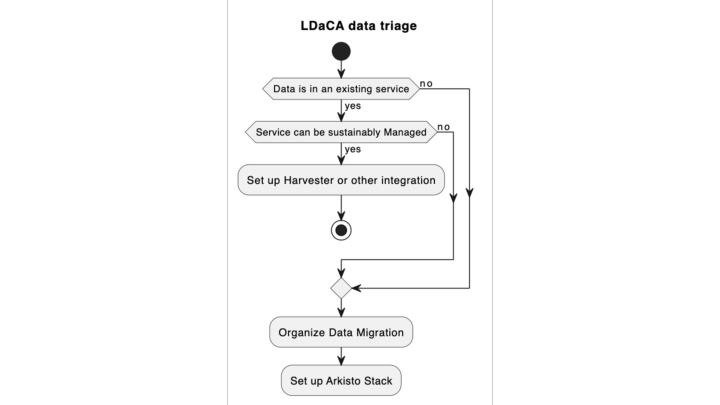 LDaCA data triage
Data is in an existing service
no
yes
Service can be sustainably Managed
no
yes
Set up Harvester or other integration
Organize Data Migration
Set up Arkisto Stack